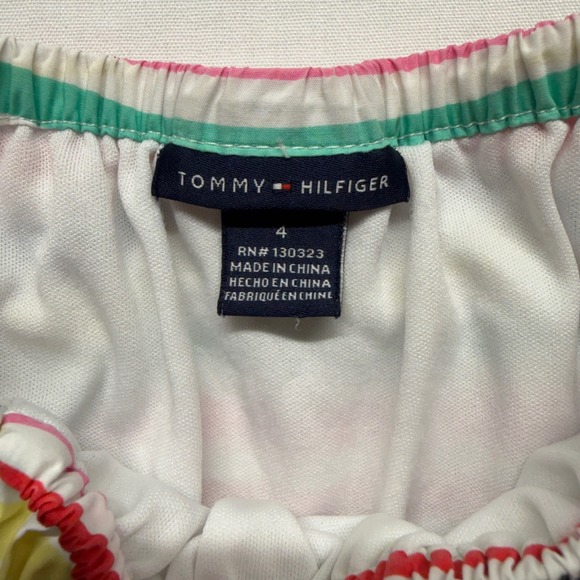 TOMMY HILFIGER
4
RN# 130323
MADE IN CHINA
HECHO EN CHINA
FABRIQUÉ EN CHINE